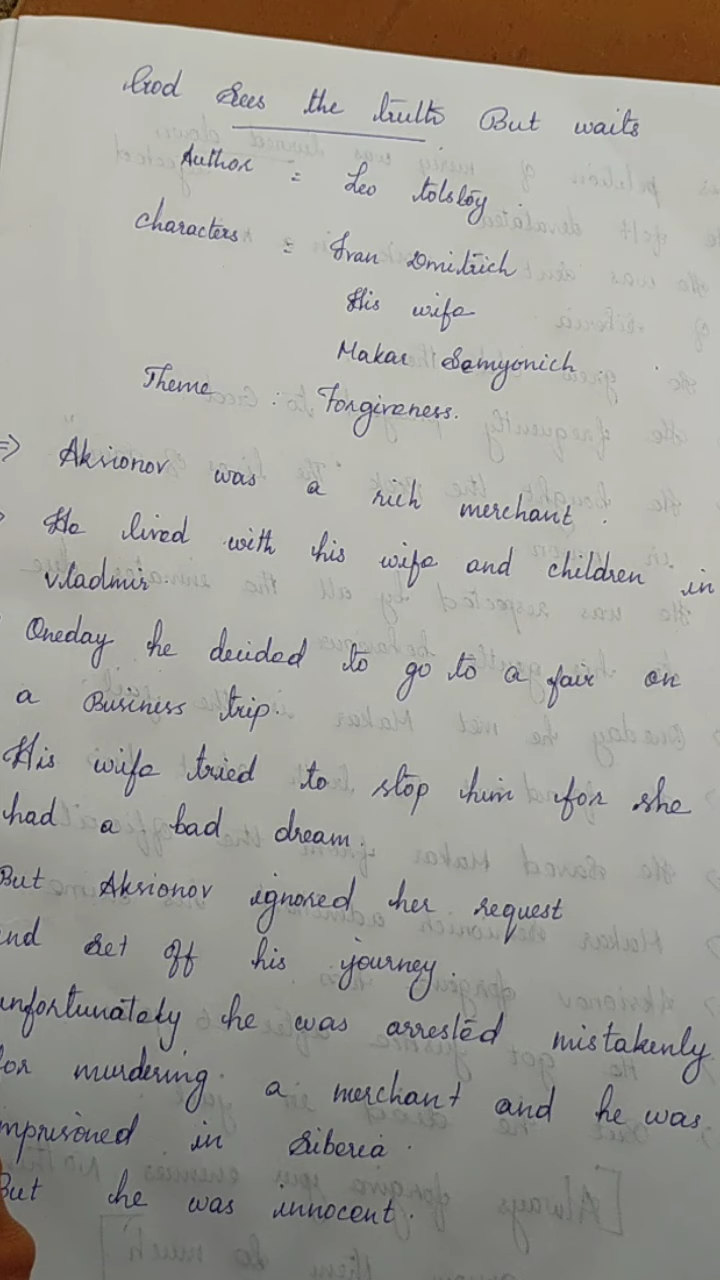 God Sees the truth But waits
Author = Leo tolstoy
characters = Ivan Dmitrich
His wife
Makar Semyonich
Theme : Forgiveness.
=> Aksionov was a rich merchant.
He lived with his wife and children in
vladmir
Oneday he decided to go to a fair on
a Business trip.
His wife tried to stop him for she
had a bad dream.
But Aksionov ignored her request
and set off his journey.
unfortunately he was arrested mistakenly
for murdering a merchant and he was
imprisoned in Siberia.
But he was innocent.